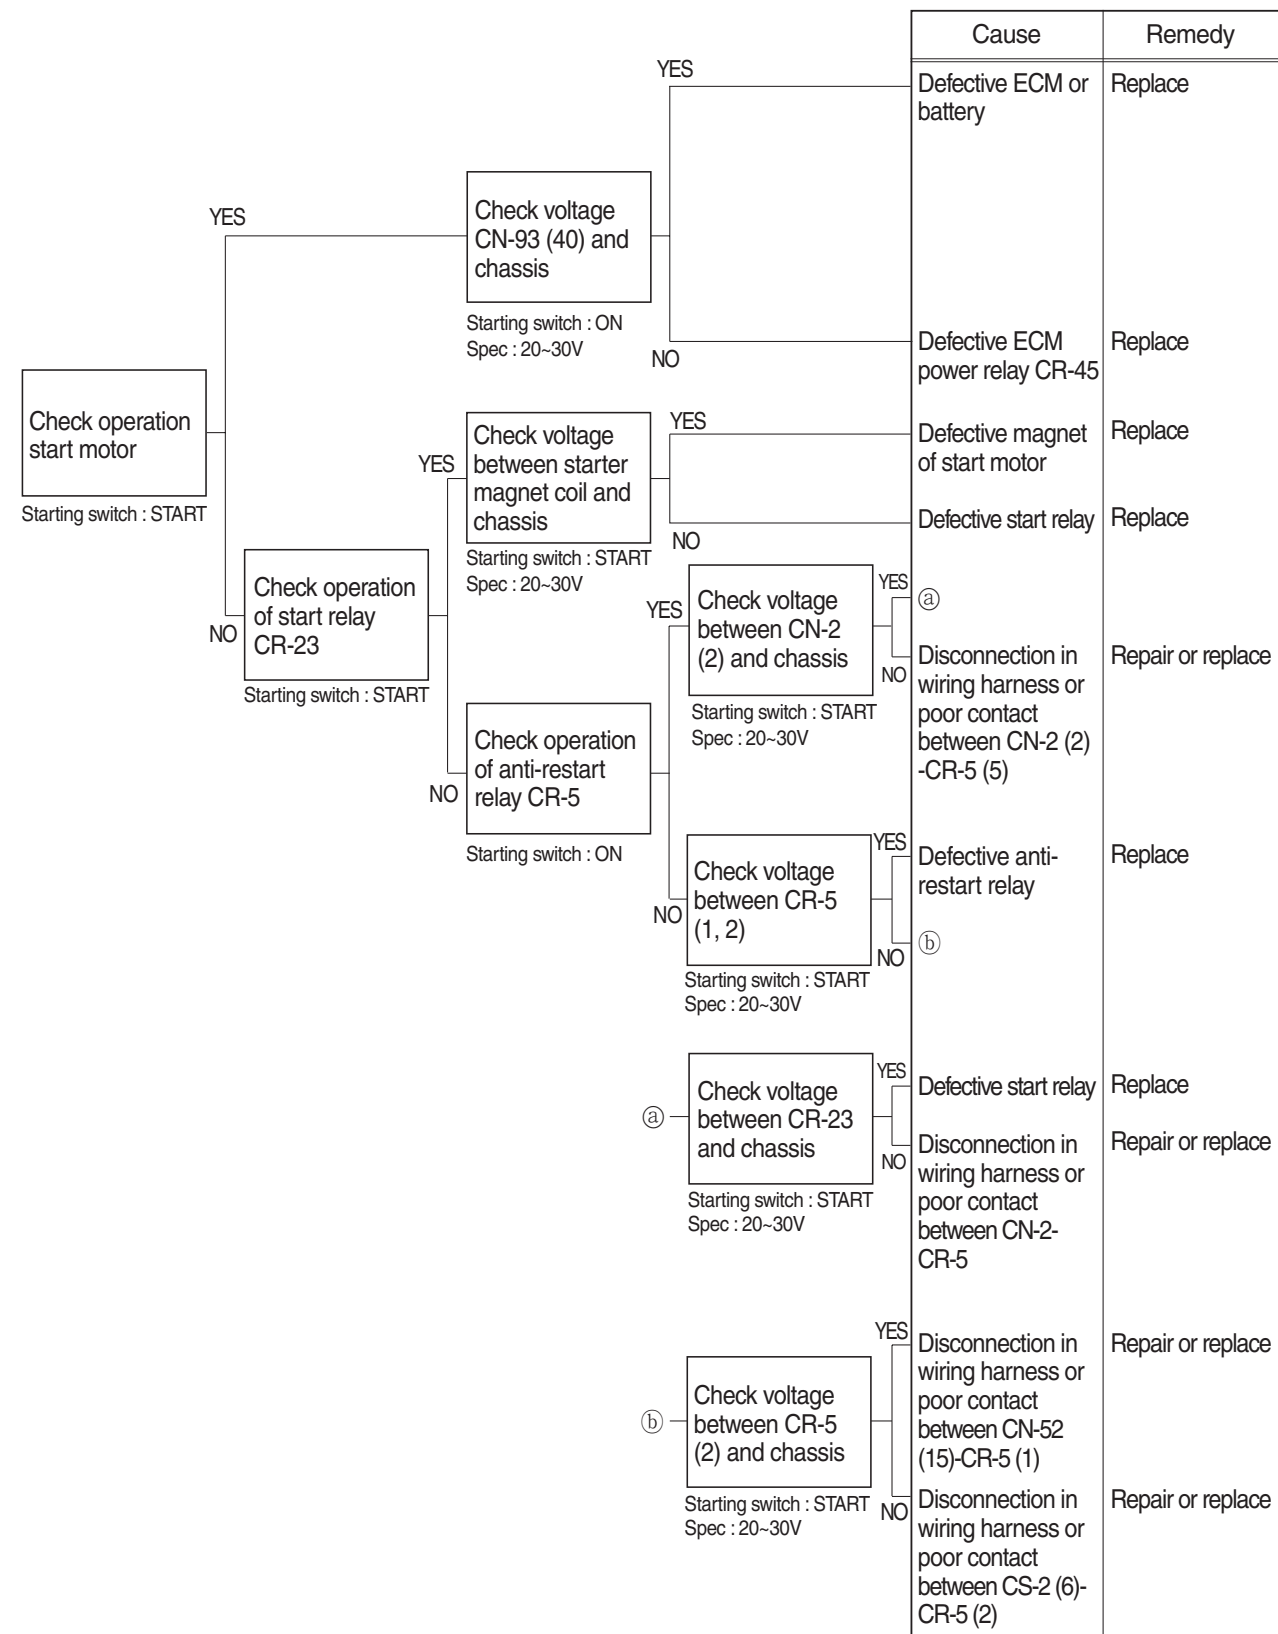 Cause
Remedy
YES
Defective ECM or
battery
Replace
YES
Check voltage
CN-93 (40) and
chassis
Starting switch : ON
Spec : 20~30V
NO
Defective ECM
power relay CR-45
Replace
Check operation
start motor
Starting switch : START
YES
Check voltage
between starter
magnet coil and
chassis
Starting switch : START
Spec : 20~30V
YES
Defective magnet
of start motor
Replace
NO
Defective start relay
Replace
NO
Check operation
of start relay
CR-23
Starting switch : START
YES
Check voltage
between CN-2
(2) and chassis
Starting switch : START
Spec : 20~30V
YES
ⓐ
NO
Disconnection in
wiring harness or
poor contact
between CN-2 (2)
-CR-5 (5)
Repair or replace
NO
Check operation
of anti-restart
relay CR-5
Starting switch : ON
NO
Check voltage
between CR-5
(1, 2)
Starting switch : START
Spec : 20~30V
YES
Defective anti-
restart relay
Replace
NO
ⓑ
ⓐ
Check voltage
between CR-23
and chassis
Starting switch : START
Spec : 20~30V
YES
Defective start relay
Replace
NO
Disconnection in
wiring harness or
poor contact
between CN-2-
CR-5
Repair or replace
ⓑ
Check voltage
between CR-5
(2) and chassis
Starting switch : START
Spec : 20~30V
YES
Disconnection in
wiring harness or
poor contact
between CN-52
(15)-CR-5 (1)
Repair or replace
NO
Disconnection in
wiring harness or
poor contact
between CS-2 (6)-
CR-5 (2)
Repair or replace